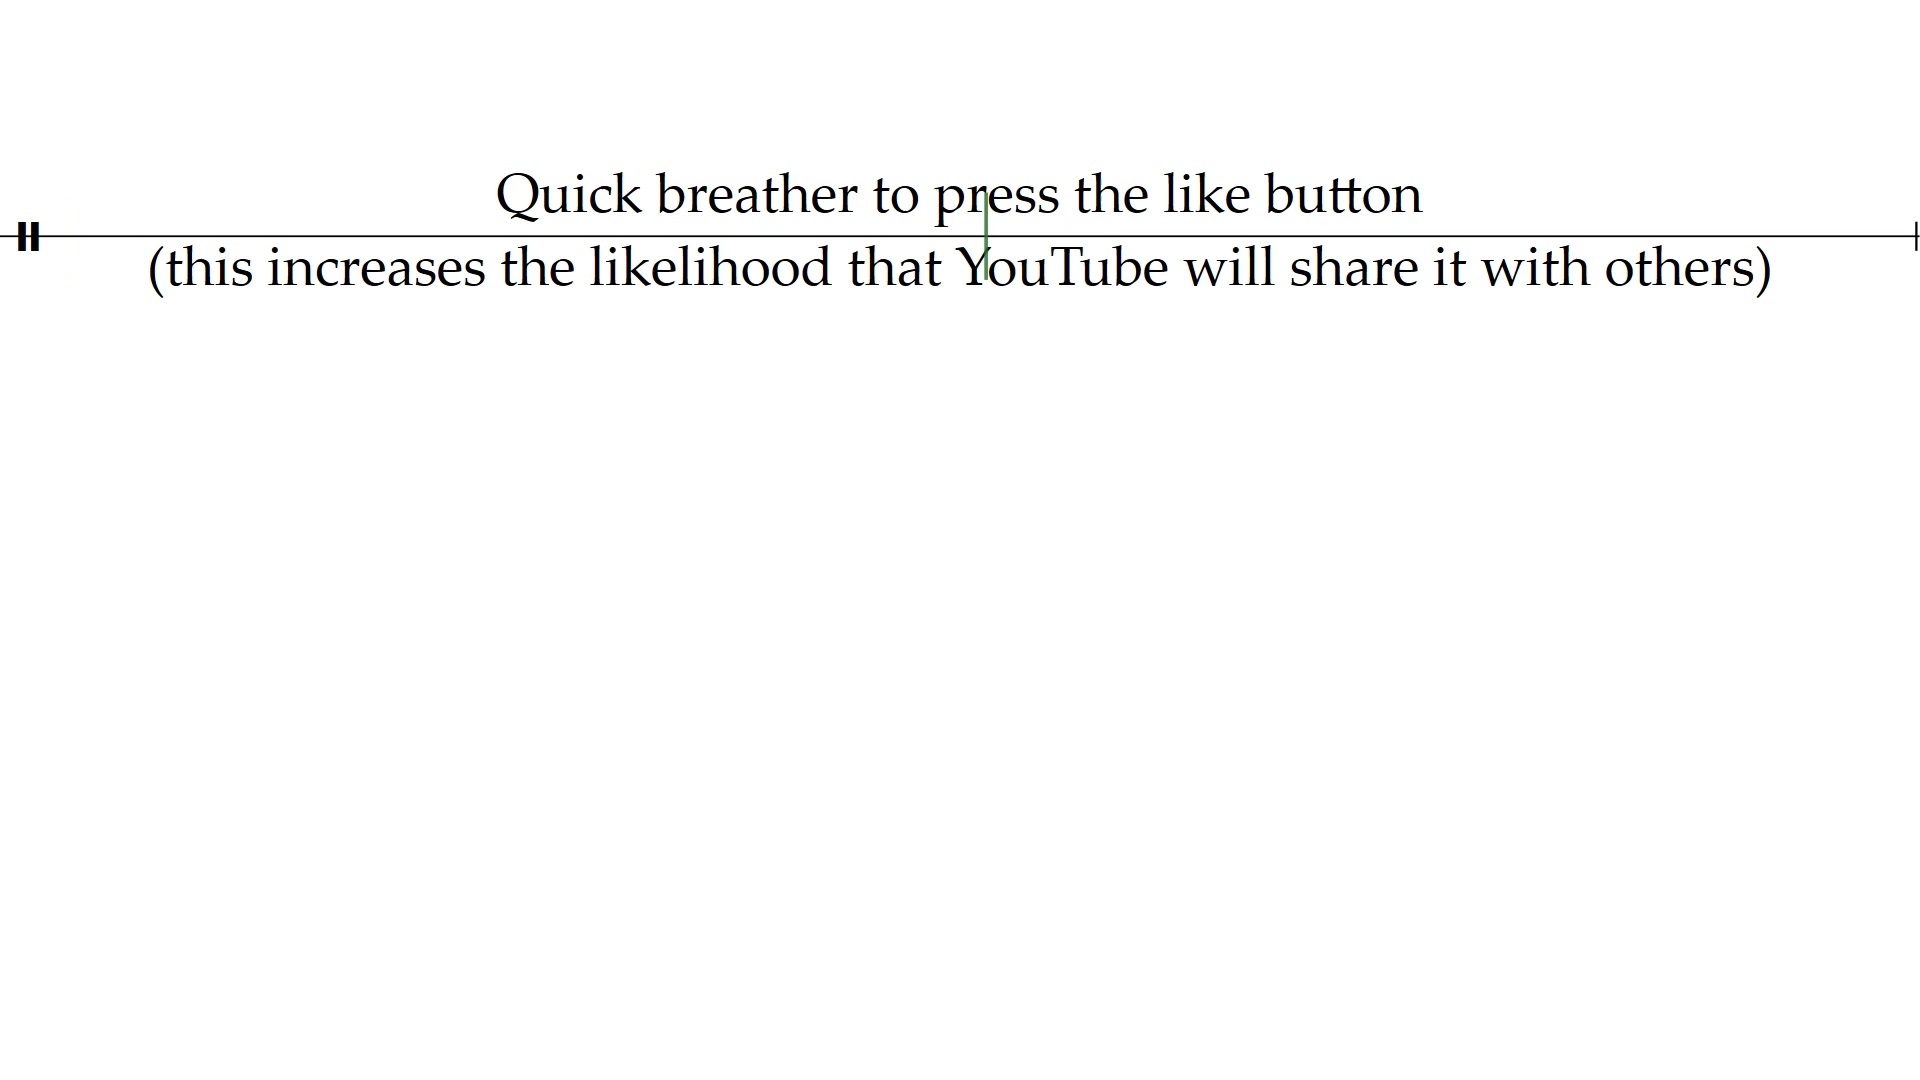 Quick breather to press the like button
(this increases the likelihood that YouTube will share it with others)